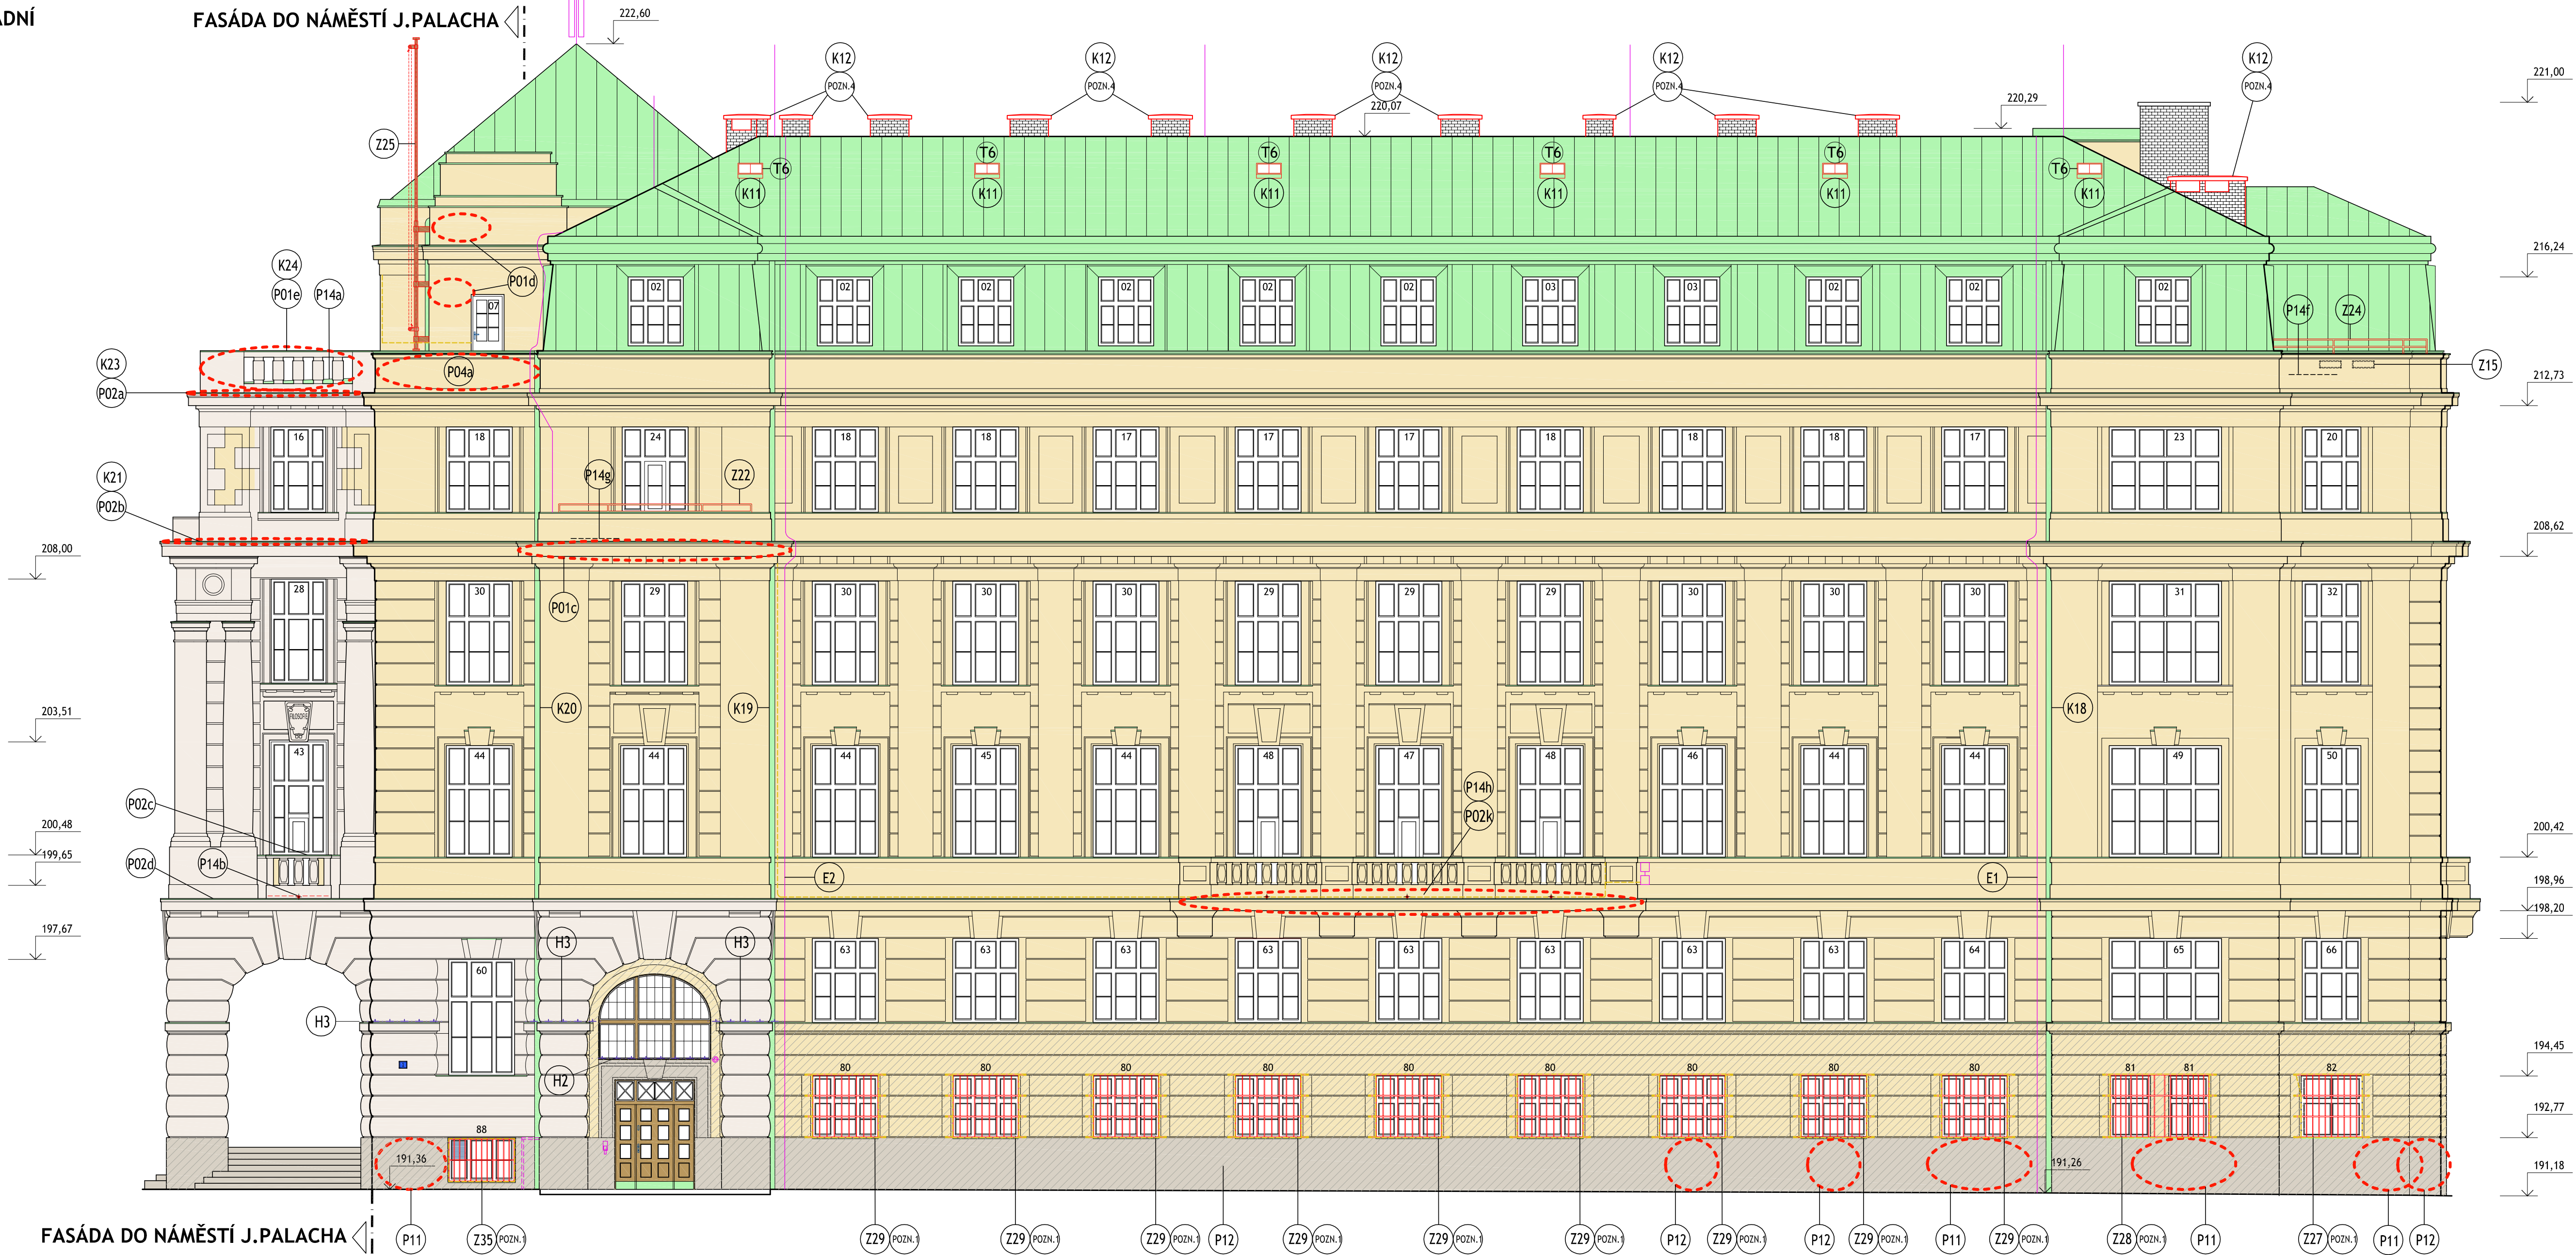 ADNÍ
FASÁDA DO NÁMĚSTÍ J.PALACHA
222,60
K12 K12 K12 K12 K12
POZN.4 POZN.4 POZN.4 POZN.4 POZN.4
221,00
220,07
220,29
Z25
T6 T6 T6 T6 T6 T6
K11 K11 K11 K11 K11 K11
216,24
K24
P01e P14a
P01d
07
02 02 02 02 02 02 03 03 02 02 02
P14f Z24
K23
P02a
P04a
Z15
212,73
16 18 24 18 18 17 17 17 18 18 18 17 23 20
K21
P02b
P14g Z22
208,00
208,62
28 30 29 30 30 30 29 29 29 30 30 30 31 32
P01c
203,51
FILOSOFIE
K20 K19 K18
43 44 44 44 45 44 48 47 48 46 44 44 49 50
P14h
P02k
P02c
200,48
199,65
200,42
P02d P14b
E2 E1
198,96
198,20
197,67
H3 H3
60 63 63 63 63 63 63 63 63 64 65 66
H3
194,45
H2
80 80 80 80 80 80 80 80 80 81 81 82
192,77
88
191,36
191,26
191,18
FASÁDA DO NÁMĚSTÍ J.PALACHA
P11 Z35 POZN.1 Z29 POZN.1 Z29 POZN.1 Z29 POZN.1 P12 Z29 POZN.1 Z29 POZN.1 Z29 POZN.1 P12 Z29 POZN.1 P12 Z29 POZN.1 P11 Z29 POZN.1 Z28 POZN.1 P11 Z27 POZN.1 P11 P12